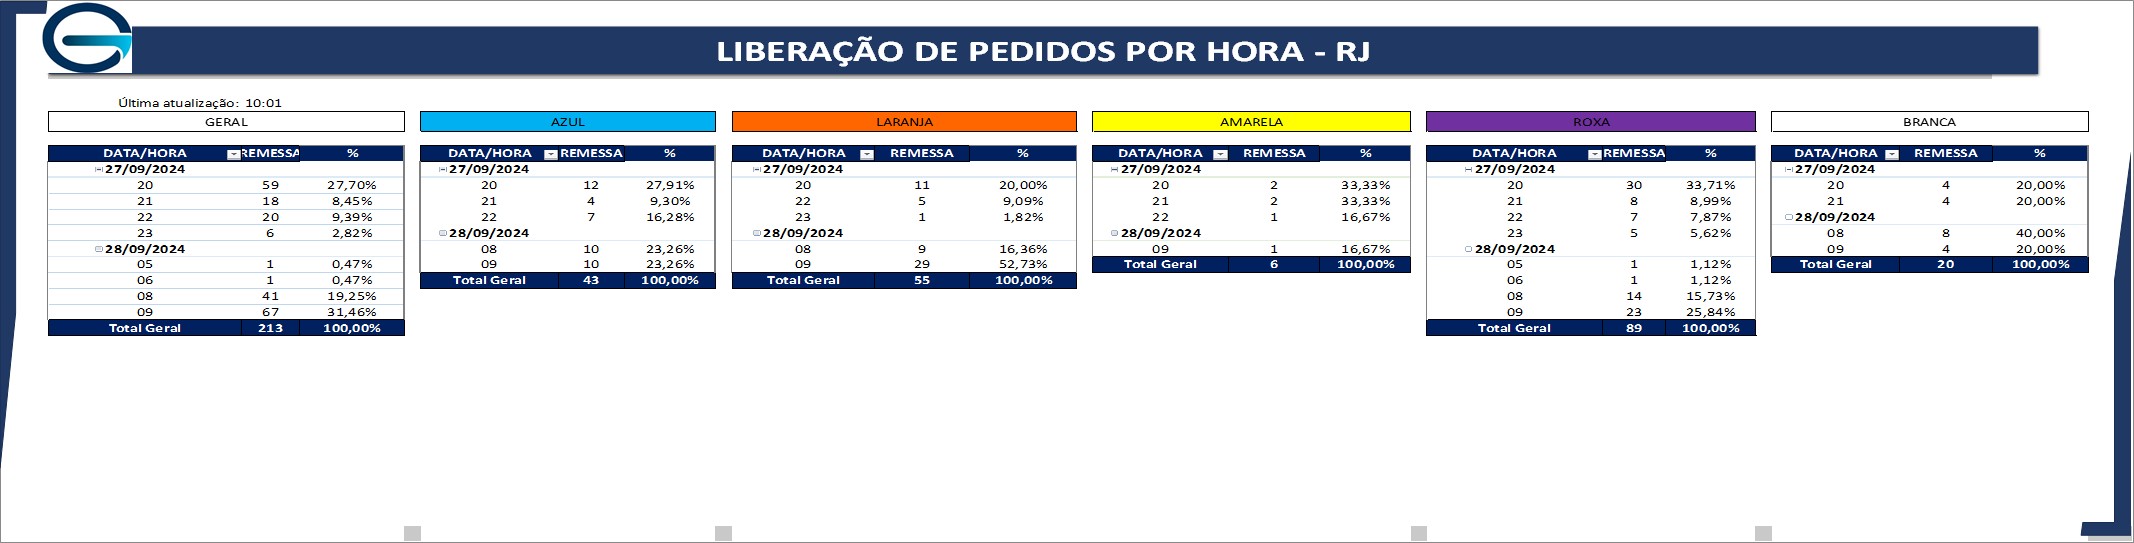 LIBERAÇÃO DE PEDIDOS POR HORA - RJ
Última atualização: 10:01
GERAL
DATA/HORA REMESSA %
27/09/2024
20 59 27,70%
21 18 8,45%
22 20 9,39%
23 6 2,82%
28/09/2024
05 1 0,47%
06 1 0,47%
08 41 19,25%
09 67 31,46%
Total Geral 213 100,00%
AZUL
DATA/HORA REMESSA %
27/09/2024
20 12 27,91%
21 4 9,30%
22 7 16,28%
28/09/2024
08 10 23,26%
09 10 23,26%
Total Geral 43 100,00%
LARANJA
DATA/HORA REMESSA %
27/09/2024
20 11 20,00%
22 5 9,09%
23 1 1,82%
28/09/2024
08 9 16,36%
09 29 52,73%
Total Geral 55 100,00%
AMARELA
DATA/HORA REMESSA %
27/09/2024
20 2 33,33%
21 2 33,33%
22 1 16,67%
28/09/2024
09 1 16,67%
Total Geral 6 100,00%
ROXA
DATA/HORA REMESSA %
27/09/2024
20 30 33,71%
21 8 8,99%
22 7 7,87%
23 5 5,62%
28/09/2024
05 1 1,12%
06 1 1,12%
08 14 15,73%
09 23 25,84%
Total Geral 89 100,00%
BRANCA
DATA/HORA REMESSA %
27/09/2024
20 4 20,00%
21 4 20,00%
28/09/2024
08 8 40,00%
09 4 20,00%
Total Geral 20 100,00%